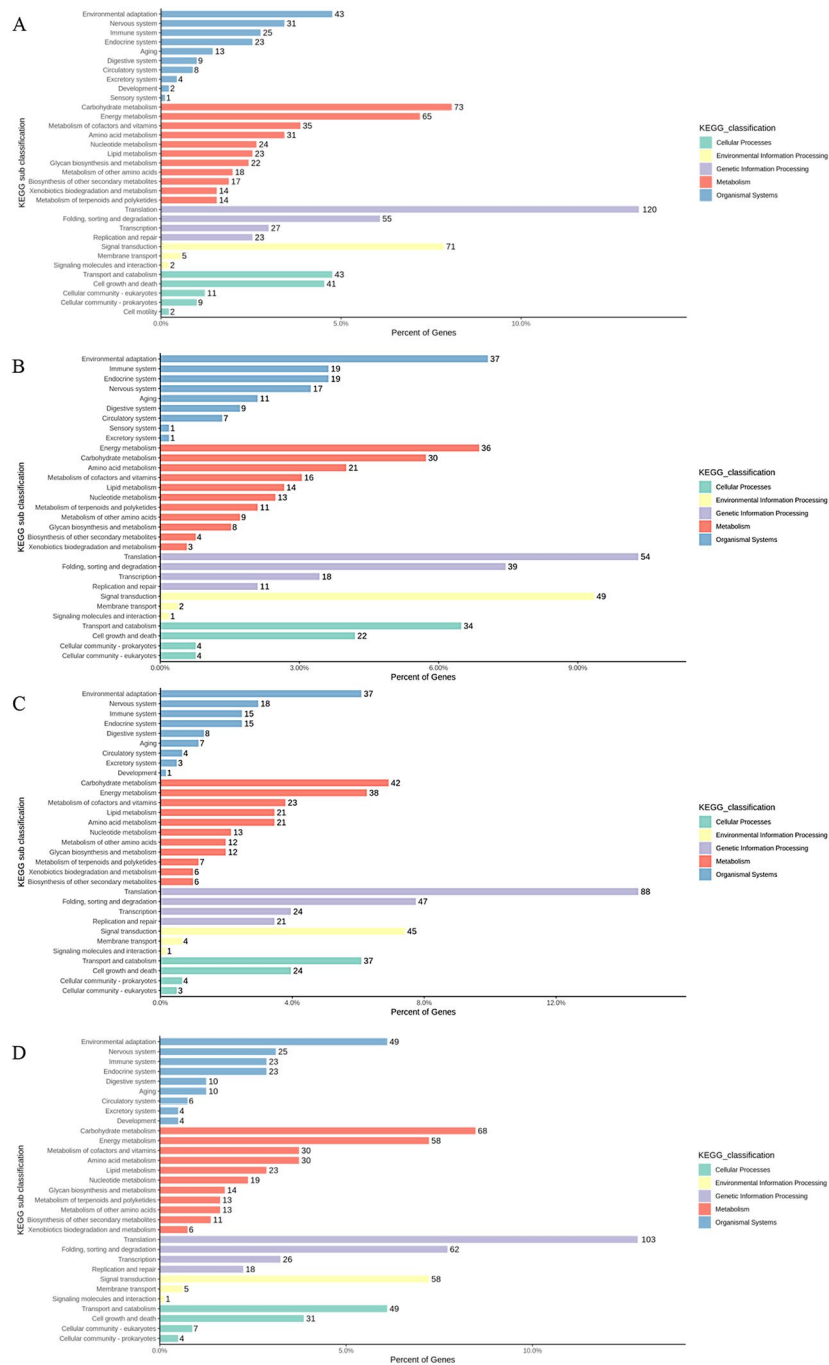 A
KEGG sub classification
Environmental adaptation 43
Nervous system 31
Immune system 25
Endocrine system 23
Aging 13
Digestive system 9
Circulatory system 8
Excretory system 4
Development 2
Sensory system 1
Carbohydrate metabolism 73
Energy metabolism 65
Metabolism of cofactors and vitamins 35
Amino acid metabolism 31
Nucleotide metabolism 24
Lipid metabolism 23
Glycan biosynthesis and metabolism 22
Metabolism of other amino acids 18
Biosynthesis of other secondary metabolites 17
Xenobiotics biodegradation and metabolism 14
Metabolism of terpenoids and polyketides 14
Translation 120
Folding, sorting and degradation 55
Transcription 27
Replication and repair 23
Signal transduction 71
Membrane transport 5
Signaling molecules and interaction 2
Transport and catabolism 43
Cell growth and death 41
Cellular community - eukaryotes 11
Cellular community - prokaryotes 9
Cell motility 2
0.0% 5.0% 10.0%
Percent of Genes
KEGG_classification
Cellular Processes
Environmental Information Processing
Genetic Information Processing
Metabolism
Organismal Systems
B
KEGG sub classification
Environmental adaptation 37
Immune system 19
Endocrine system 19
Nervous system 17
Aging 11
Digestive system 9
Circulatory system 7
Sensory system 1
Excretory system 1
Energy metabolism 36
Carbohydrate metabolism 30
Amino acid metabolism 21
Metabolism of cofactors and vitamins 16
Lipid metabolism 14
Nucleotide metabolism 13
Metabolism of terpenoids and polyketides 11
Metabolism of other amino acids 9
Glycan biosynthesis and metabolism 8
Biosynthesis of other secondary metabolites 4
Xenobiotics biodegradation and metabolism 3
Translation 54
Folding, sorting and degradation 39
Transcription 18
Replication and repair 11
Signal transduction 49
Membrane transport 2
Signaling molecules and interaction 1
Transport and catabolism 34
Cell growth and death 22
Cellular community - prokaryotes 4
Cellular community - eukaryotes 4
0.00% 3.00% 6.00% 9.00%
Percent of Genes
KEGG_classification
Cellular Processes
Environmental Information Processing
Genetic Information Processing
Metabolism
Organismal Systems
C
KEGG sub classification
Environmental adaptation 37
Nervous system 18
Immune system 15
Endocrine system 15
Digestive system 8
Aging 7
Circulatory system 4
Excretory system 3
Development 1
Carbohydrate metabolism 42
Energy metabolism 38
Metabolism of cofactors and vitamins 23
Lipid metabolism 21
Amino acid metabolism 21
Nucleotide metabolism 13
Metabolism of other amino acids 12
Glycan biosynthesis and metabolism 12
Metabolism of terpenoids and polyketides 7
Xenobiotics biodegradation and metabolism 6
Biosynthesis of other secondary metabolites 6
Translation 88
Folding, sorting and degradation 47
Transcription 24
Replication and repair 21
Signal transduction 45
Membrane transport 4
Signaling molecules and interaction 1
Transport and catabolism 37
Cell growth and death 24
Cellular community - prokaryotes 4
Cellular community - eukaryotes 3
0.0% 4.0% 8.0% 12.0%
Percent of Genes
KEGG_classification
Cellular Processes
Environmental Information Processing
Genetic Information Processing
Metabolism
Organismal Systems
D
KEGG sub classification
Environmental adaptation 49
Nervous system 25
Immune system 23
Endocrine system 23
Digestive system 10
Aging 10
Circulatory system 6
Excretory system 4
Development 4
Carbohydrate metabolism 68
Energy metabolism 58
Metabolism of cofactors and vitamins 30
Amino acid metabolism 30
Lipid metabolism 23
Nucleotide metabolism 19
Glycan biosynthesis and metabolism 14
Metabolism of terpenoids and polyketides 13
Metabolism of other amino acids 13
Biosynthesis of other secondary metabolites 11
Xenobiotics biodegradation and metabolism 6
Translation 103
Folding, sorting and degradation 62
Transcription 26
Replication and repair 18
Signal transduction 58
Membrane transport 5
Signaling molecules and interaction 1
Transport and catabolism 49
Cell growth and death 31
Cellular community - eukaryotes 7
Cellular community - prokaryotes 4
0.0% 5.0% 10.0%
Percent of Genes
KEGG_classification
Cellular Processes
Environmental Information Processing
Genetic Information Processing
Metabolism
Organismal Systems